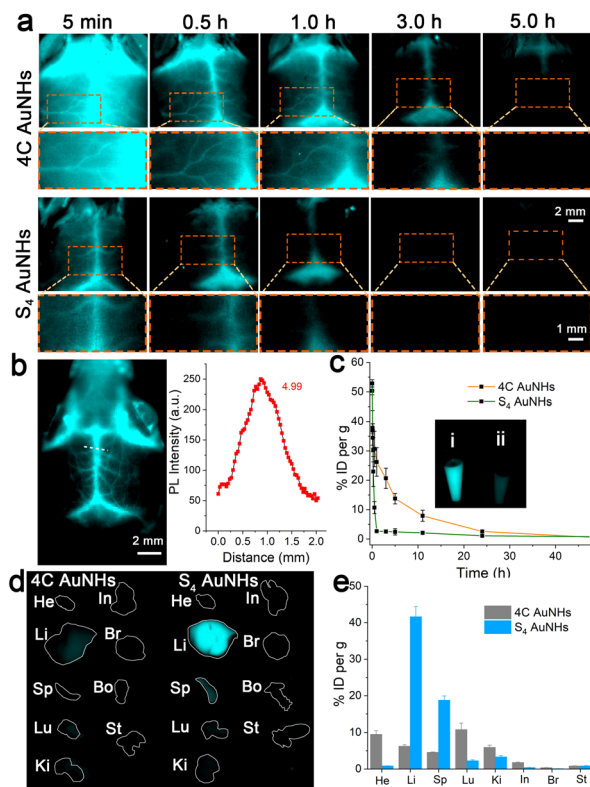 a
5 min
0.5 h
1.0 h
3.0 h
5.0 h
4C AuNHs
S4 AuNHs
2 mm
1 mm
b
2 mm
PL Intensity (a.u.)
250
200
150
100
50
0
4.99
0.0 0.5 1.0 1.5 2.0
Distance (mm)
c
% ID per g
60
50
40
30
20
10
0
4C AuNHs
S4 AuNHs
i
ii
0 10 20 30 40
Time (h)
d
4C AuNHs
S4 AuNHs
He In
He In
Li Br
Li Br
Sp Bo
Sp Bo
Lu St
Lu St
Ki
Ki
e
% ID per g
50
40
30
20
10
0
4C AuNHs
S4 AuNHs
He Li Sp Lu Ki In Br St